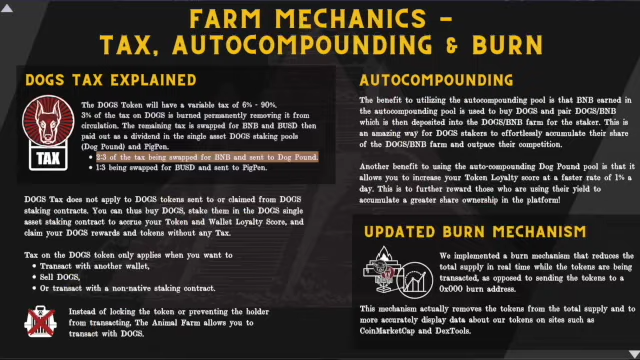 FARM MECHANICS -
TAX, AUTOCOMPOUNDING & BURN
DOGS TAX EXPLAINED
TAX
The DOGS Token will have a variable tax of 6% - 90%.
3% of the tax on DOGS is burned permanently removing it from
circulation. The remaining tax is swapped for BNB and BUSD then
paid out as a dividend in the single asset DOGS staking pools
(Dog Pound) and PigPen.
• 2:3 of the tax being swapped for BNB and sent to Dog Pound.
• 1:3 being swapped for BUSD and sent to PigPen.
DOGS Tax does not apply to DOGS tokens sent to or claimed from DOGS
staking contracts. You can thus buy DOGS, stake them in the DOGS single
asset staking contract to accrue your Token and Wallet Loyalty Score, and
claim your DOGS rewards and tokens without any Tax.
Tax on the DOGS token only applies when you want to
• Transact with another wallet,
• Sell DOGS,
• Or transact with a non-native staking contract.
Instead of locking the token or preventing the holder
from transacting, The Animal Farm allows you to
transact with DOGS.
AUTOCOMPOUNDING
The benefit to utilizing the autocompounding pool is that BNB earned in
the autocompounding pool is used to buy DOGS and pair DOGS/BNB
which is then deposited into the DOGS/BNB farm for the staker. This is
an amazing way for DOGS stakers to effortlessly accumulate their share
of the DOGS/BNB farm and outpace their competition.
Another benefit of using the auto-compounding Dog Pound pool is that it
allows you to increase your Token Loyalty Score at a faster rate of 1% a
day. This is to further reward those who are using their yield to
accumulate a greater share ownership in the platform!
UPDATED BURN MECHANISM
We implemented a burn mechanism that reduces the
total supply in real time while the tokens are being
transacted, as opposed to sending the tokens to a
0x000 burn address.
This mechanism actually removes the tokens from the total supply and to
more accurately display data about our tokens on sites such as
CoinMarketCap and DexTools.